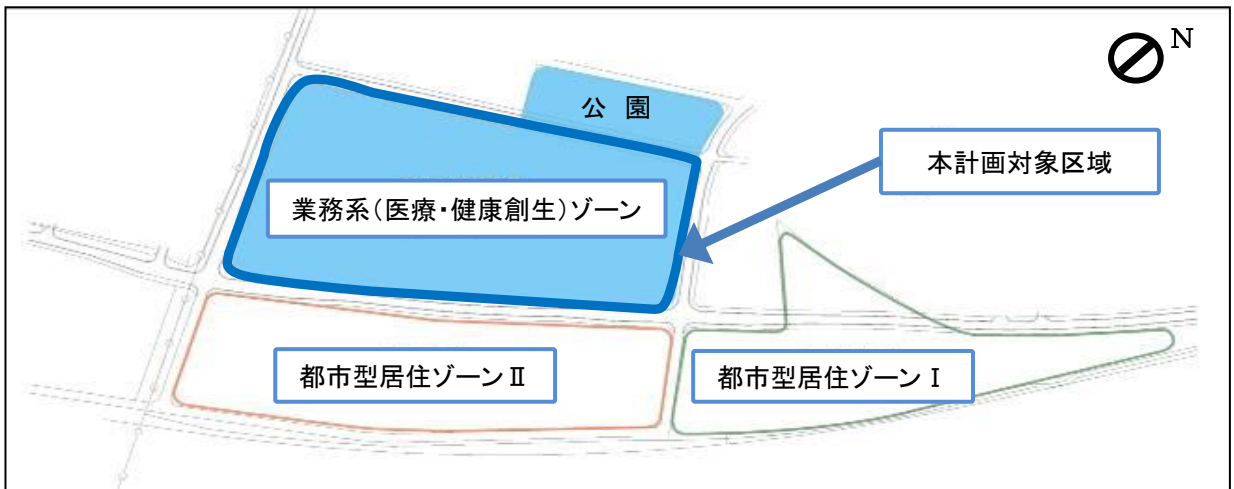 N
公 園
本計画対象区域
業務系(医療・健康創生)ゾーン
都市型居住ゾーンⅡ
都市型居住ゾーンⅠ